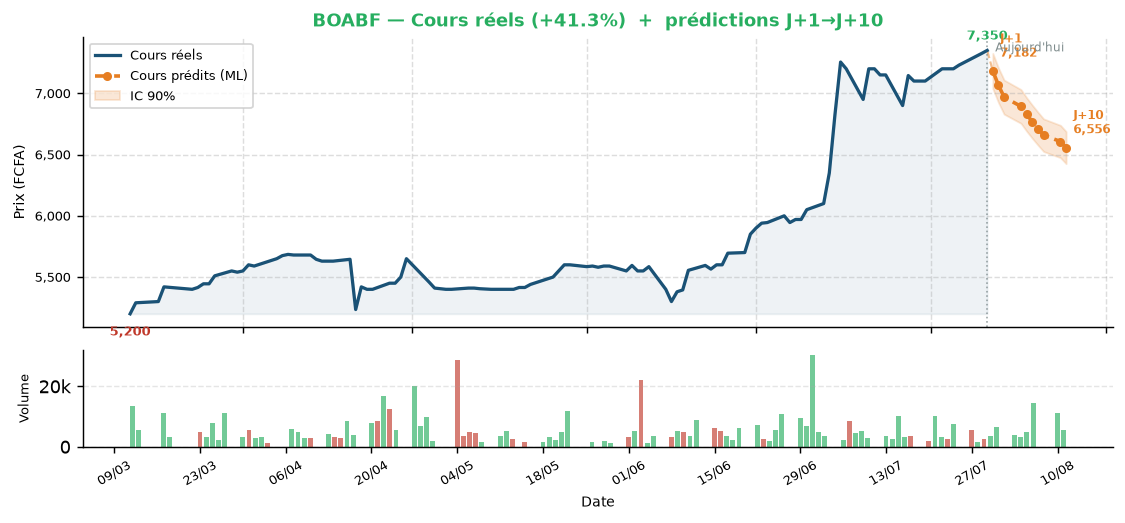 BOABF — Cours réels (+41.3%)  +  prédictions J+1→J+10
Cours réels
Cours prédits (ML)
IC 90%
7,350
J+1
7,182
Aujourd'hui
J+10
6,556
5,200
Prix (FCFA)
7,000
6,500
6,000
5,500
Volume
20k
0
09/03
23/03
06/04
20/04
04/05
18/05
01/06
15/06
29/06
13/07
27/07
10/08
Date